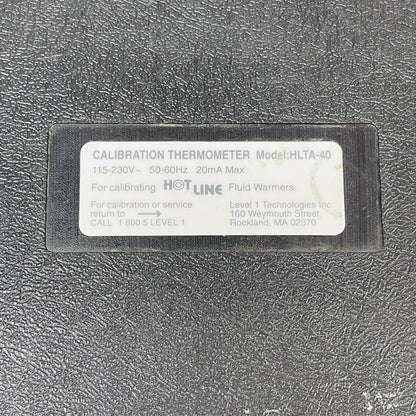 CALIBRATION THERMOMETER Model:HLTA-40
115-230V~ 50-60Hz 20mA Max
For calibrating HOT LINE Fluid Warmers.
For calibration or service
return to →
CALL 1 800 5 LEVEL 1
Level 1 Technologies Inc.
160 Weymouth Street
Rockland, MA 02370